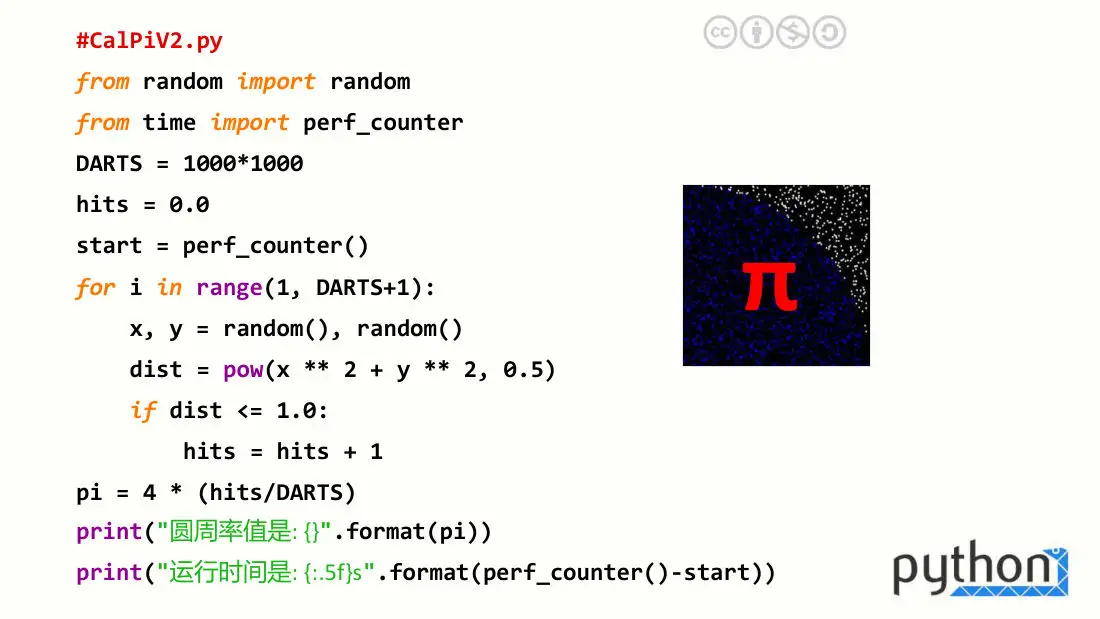 #CalPiV2.py
from random import random
from time import perf_counter
DARTS = 1000*1000
hits = 0.0
start = perf_counter()
for i in range(1, DARTS+1):
    x, y = random(), random()
    dist = pow(x ** 2 + y ** 2, 0.5)
    if dist <= 1.0:
        hits = hits + 1
pi = 4 * (hits/DARTS)
print("圆周率值是: {}".format(pi))
print("运行时间是: {:.5f}s".format(perf_counter()-start))
cc
π
python